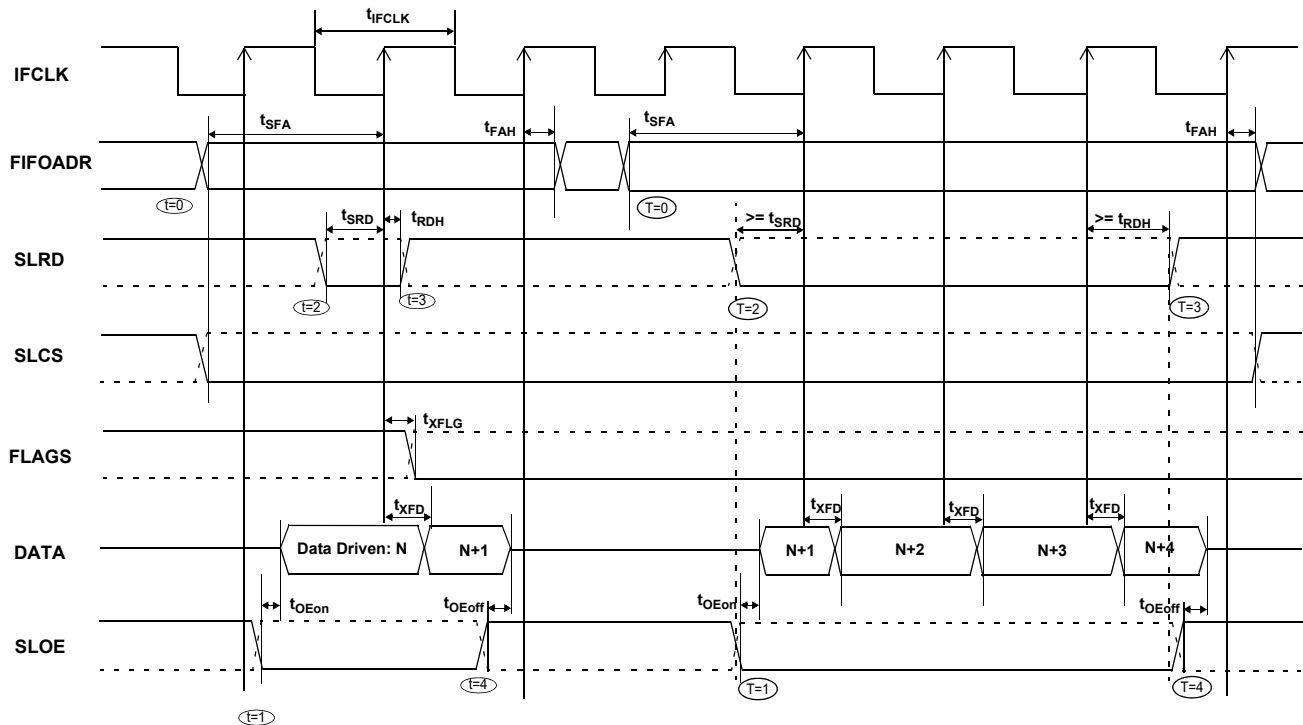 tIFCLK
IFCLK
tSFA
tFAH
tSFA
tFAH
FIFOADR
t=0
T=0
tSRD
tRDH
>= tSRD
>= tRDH
SLRD
t=2
t=3
T=2
T=3
SLCS
tXFLG
FLAGS
tXFD
tXFD
tXFD
tXFD
DATA
Data Driven: N
N+1
N+1
N+2
N+3
N+4
tOEon
tOEoff
tOEon
tOEoff
SLOE
t=4
T=1
T=4
t=1